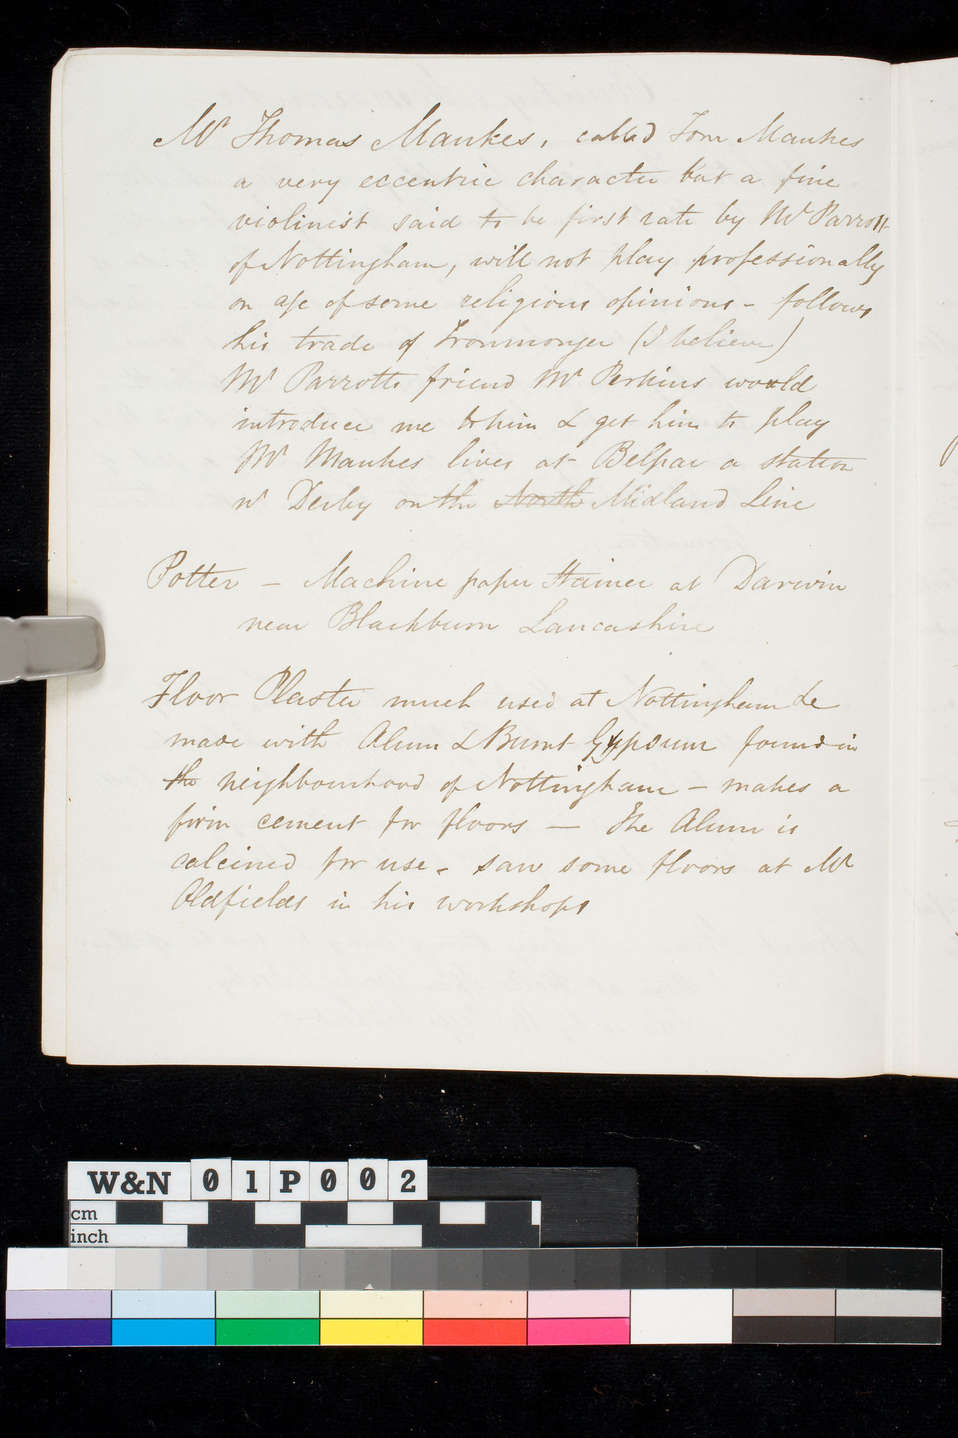 Mr Thomas Mawkes, called Tom Mawkes
a very eccentric character but a fine
violinist said to be first rate by Mr Parrott
of Nottingham, will not play professionally
on a/c of some religious opinions - follows
his trade of Ironmonger (I believe)
Mr Parrotts friend Mr Perkins would
introduce me to him & get him to play
Mr Mawkes lives at Belpar a station
nr Derby on the North Midland Line
Potter - Machine paper Stainer at Darwin
near Blackburn Lancashire
Floor Plaster much used at Nottingham &c
made with Alum & Burnt Gypsum found in
the neighbourhood of Nottingham - makes a
firm cement for floors - The Alum is
calcined for use - saw some floors at Mr
Oldfields in his workshops
W&N 01P002
cm
inch